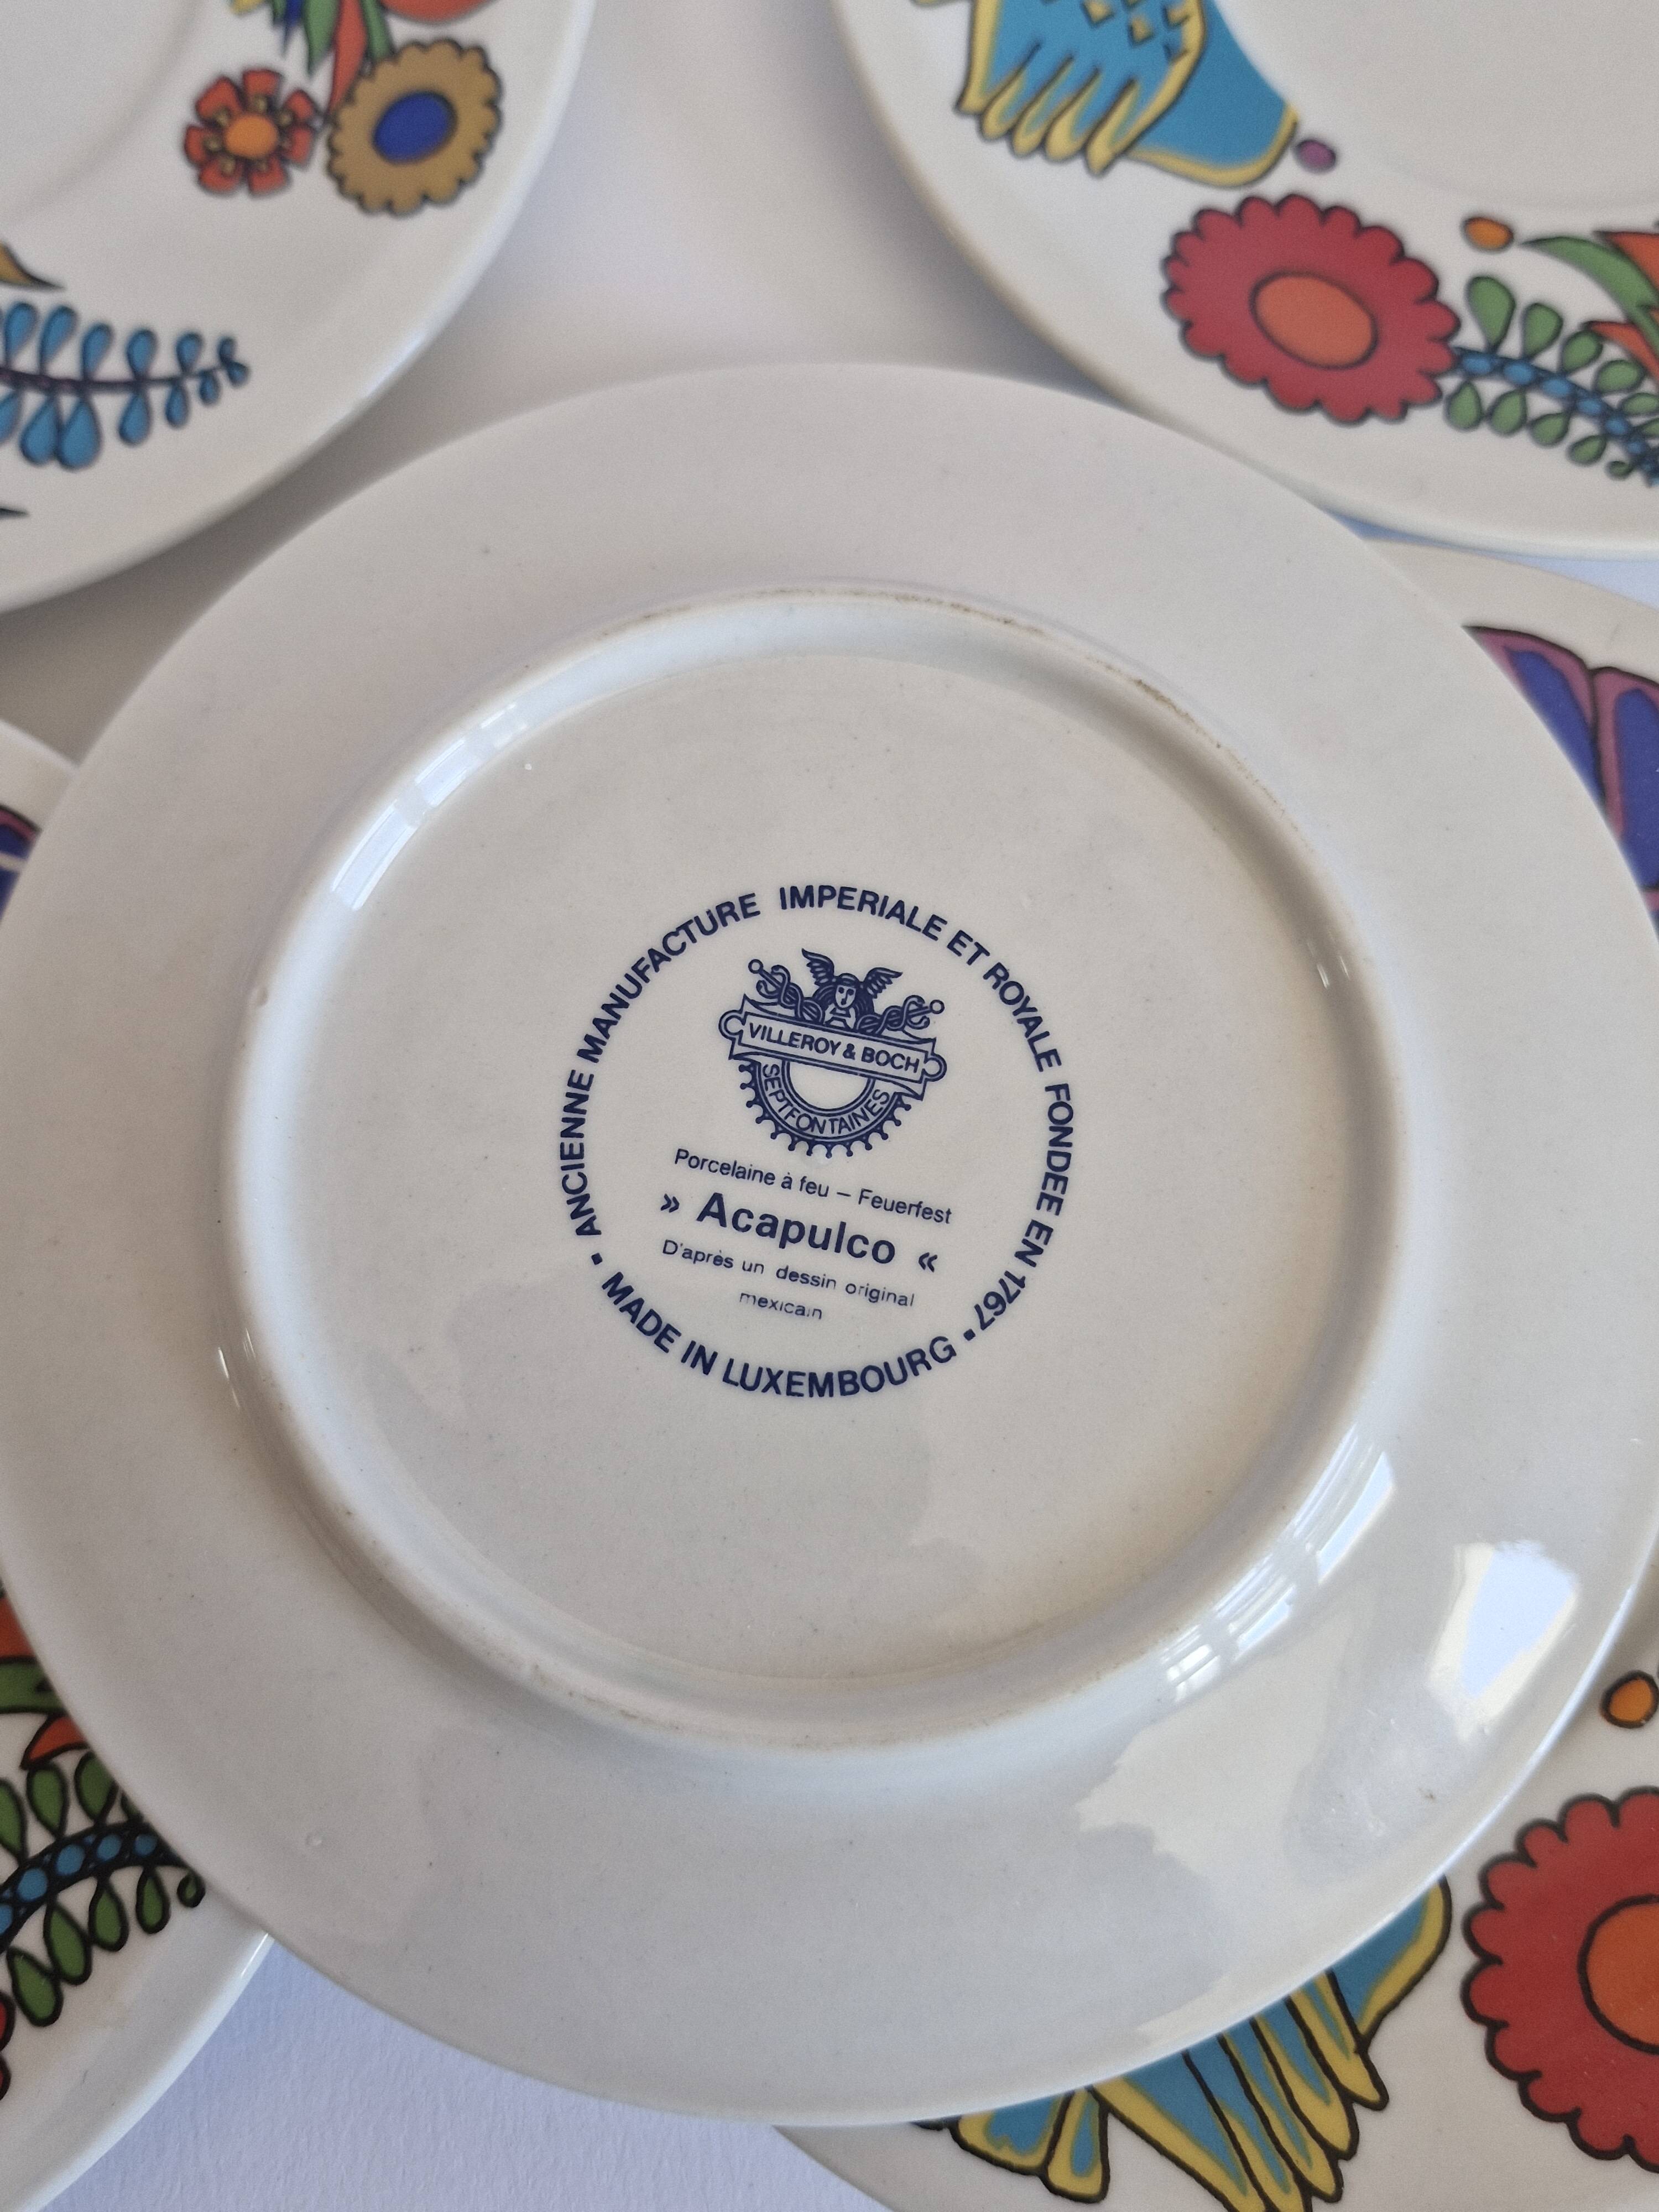 ANCIENNE MANUFACTURE IMPERIALE ET ROYALE FONDEE EN 1767 •
VILLEROY & BOCH
SEPTFONTAINES
Porcelaine à feu – Feuerfest
» Acapulco «
D'après un dessin original
mexicain
• MADE IN LUXEMBOURG